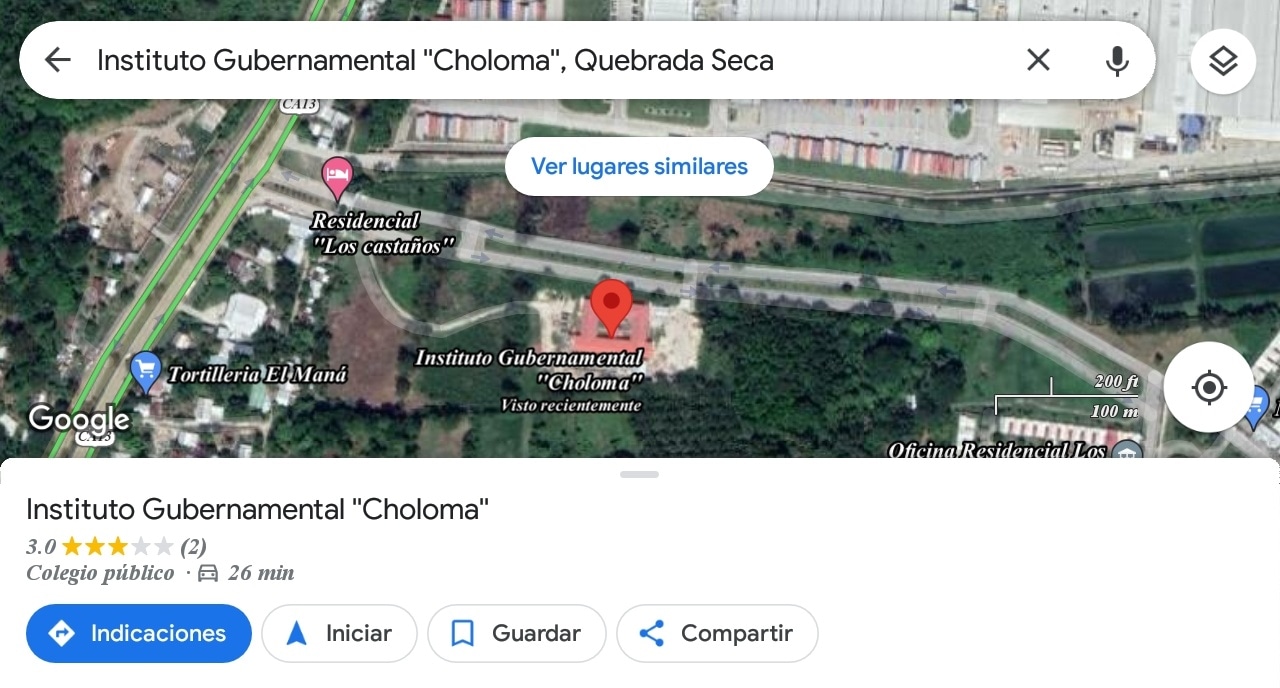 Instituto Gubernamental "Choloma", Quebrada Seca
CA13
Ver lugares similares
Residencial
"Los castaños"
Tortilleria El Maná
Instituto Gubernamental
"Choloma"
Visto recientemente
200 ft
100 m
Google
CA13
Oficina Residencial Los
Instituto Gubernamental "Choloma"
3.0 (2)
Colegio público · 26 min
Indicaciones
Iniciar
Guardar
Compartir